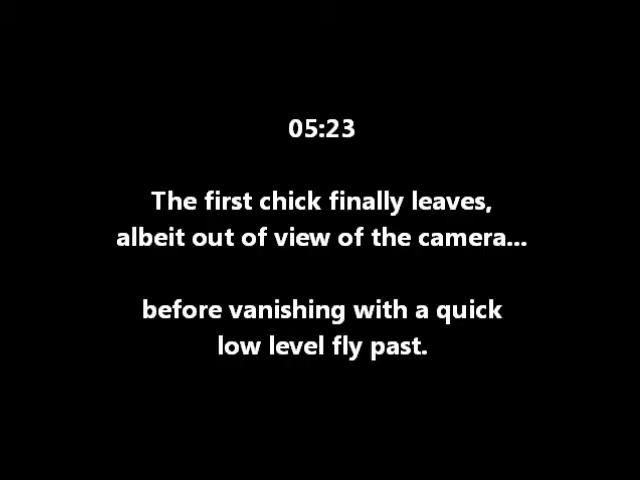 05:23
The first chick finally leaves,
albeit out of view of the camera...
before vanishing with a quick
low level fly past.